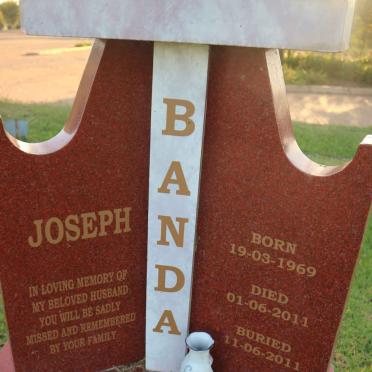 JOSEPH
BANDA
IN LOVING MEMORY OF
MY BELOVED HUSBAND
YOU WILL BE SADLY
MISSED AND REMEMBERED
BY YOUR FAMILY
BORN
19-03-1969
DIED
01-06-2011
BURIED
11-06-2011